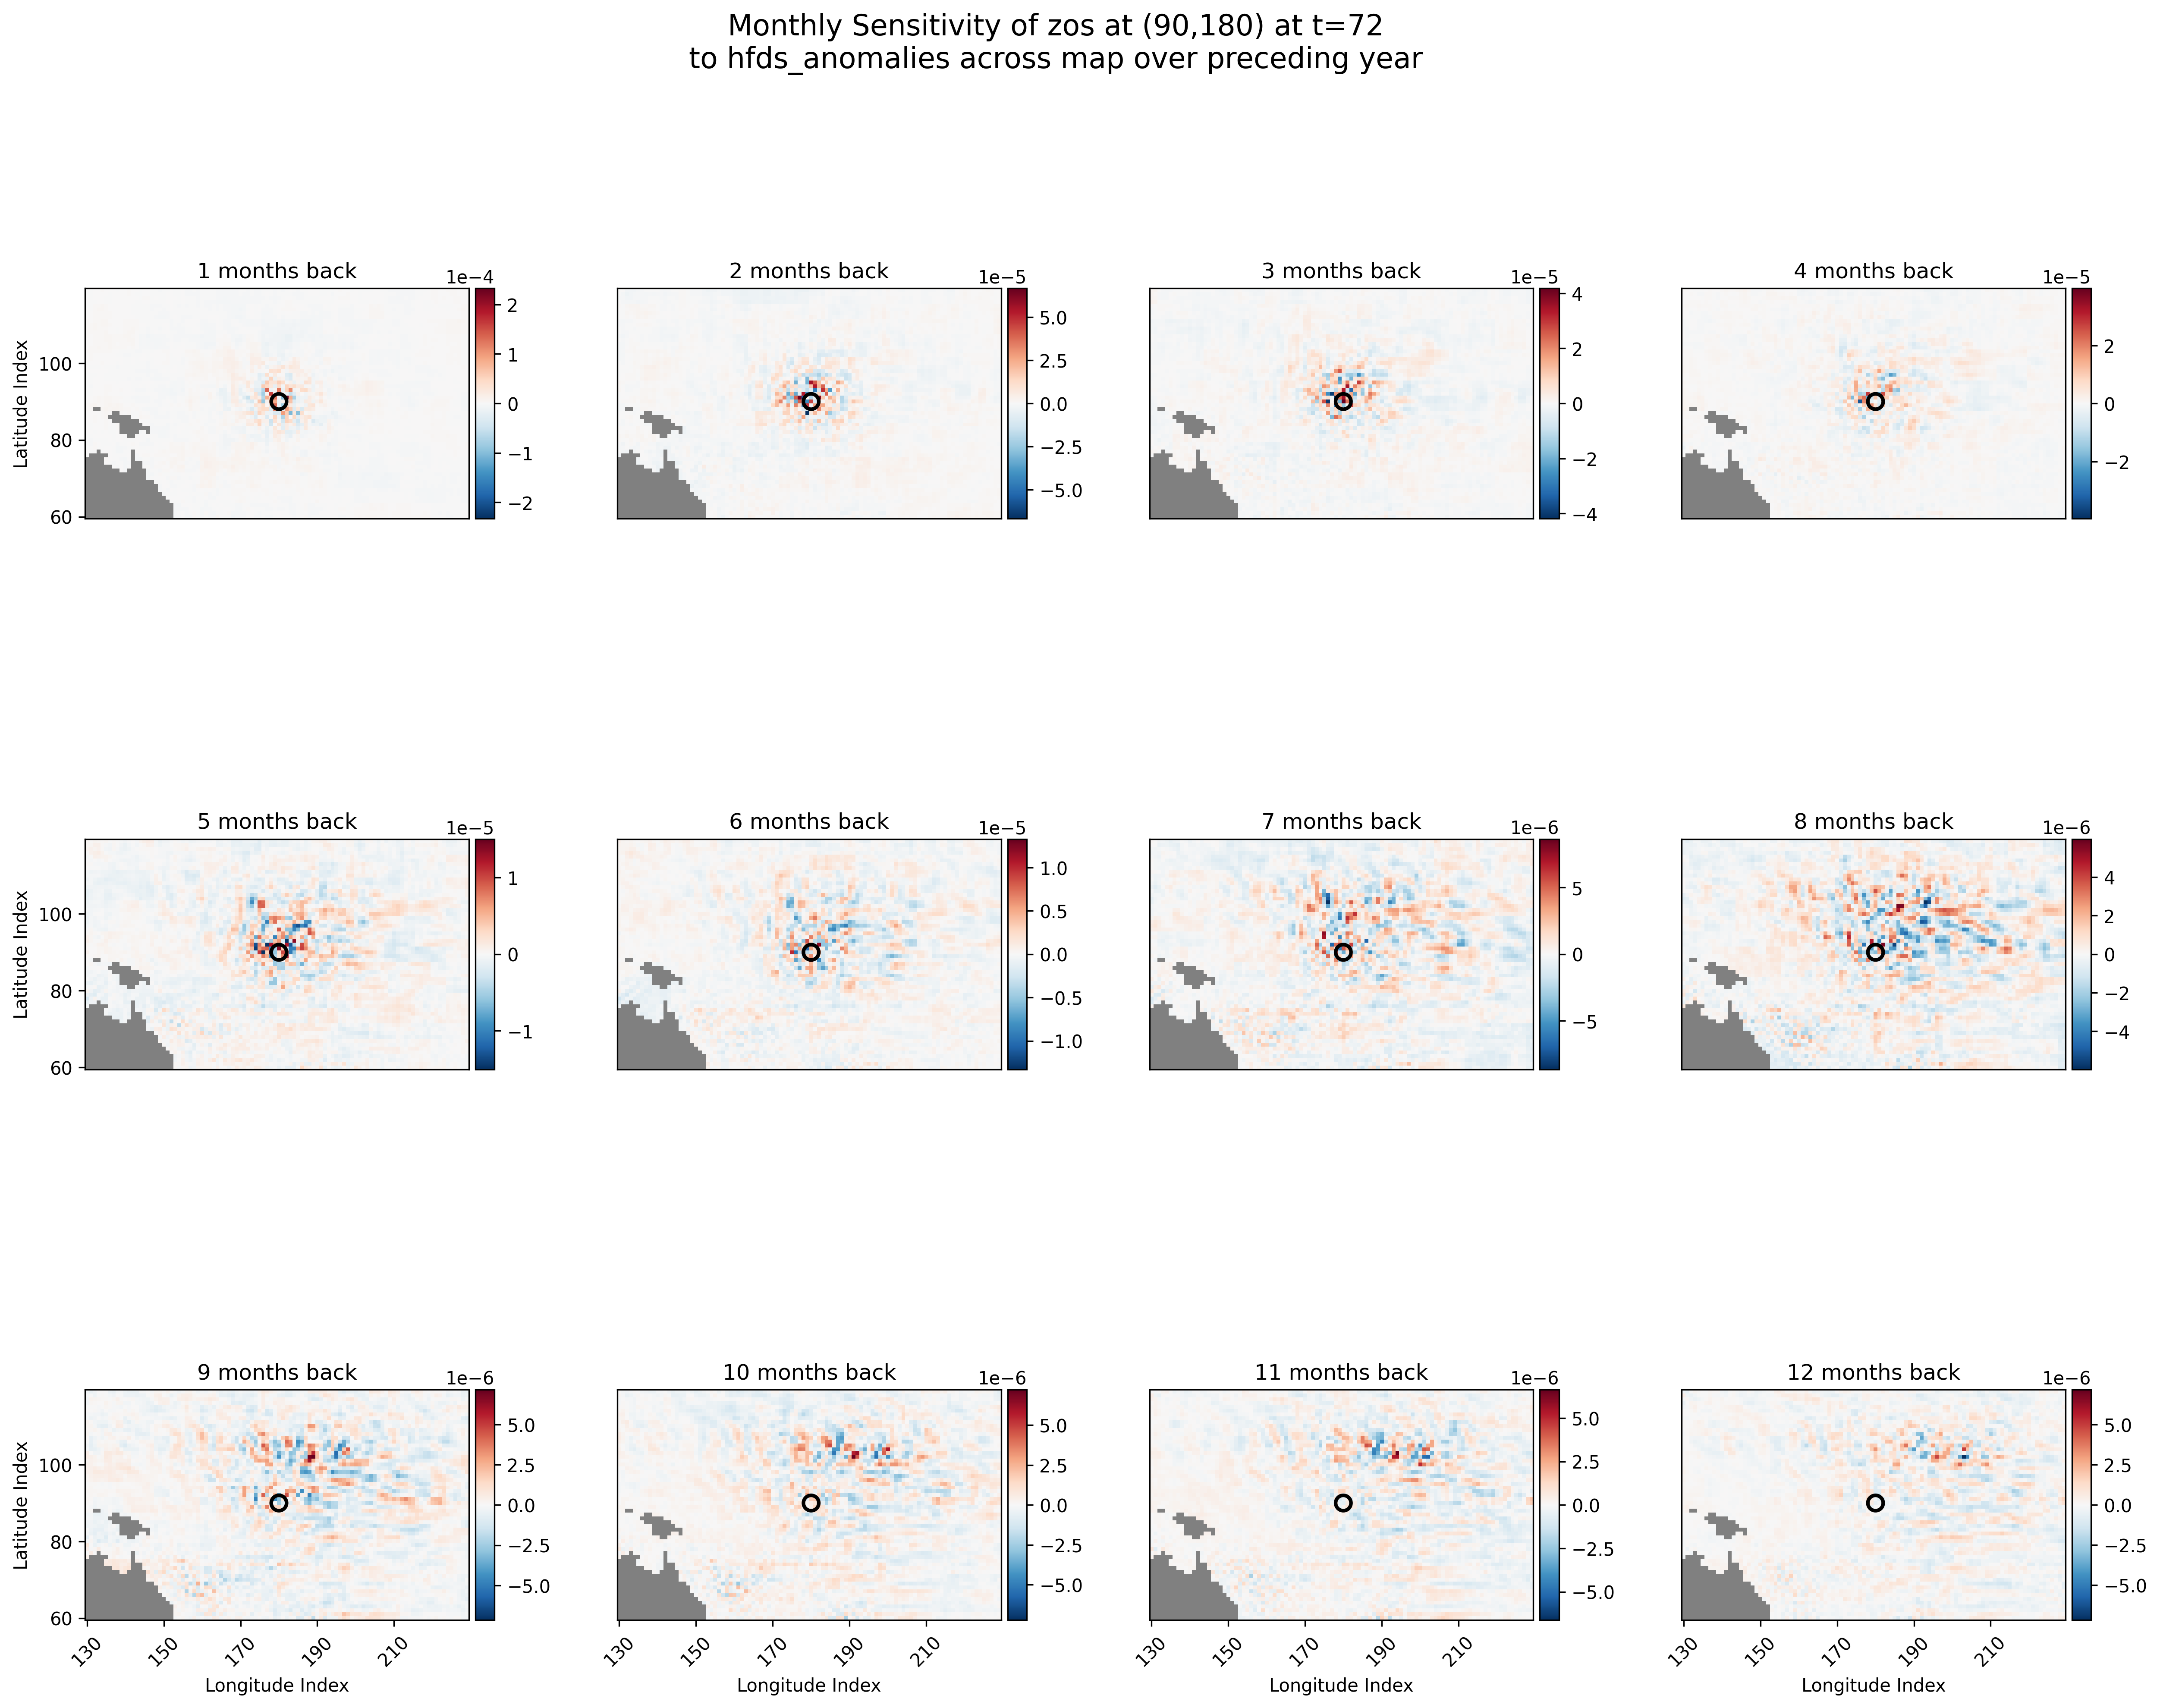 Monthly Sensitivity of zos at (90,180) at t=72
to hfds_anomalies across map over preceding year
1 months back
1e−4
2 months back
1e−5
3 months back
1e−5
4 months back
1e−5
Latitude Index
100
80
60
2
1
0
−1
−2
5.0
2.5
0.0
−2.5
−5.0
4
2
0
−2
−4
2
0
−2
5 months back
1e−5
6 months back
1e−5
7 months back
1e−6
8 months back
1e−6
Latitude Index
100
80
60
1
0
−1
1.0
0.5
0.0
−0.5
−1.0
5
0
−5
4
2
0
−2
−4
9 months back
1e−6
10 months back
1e−6
11 months back
1e−6
12 months back
1e−6
Latitude Index
100
80
60
5.0
2.5
0.0
−2.5
−5.0
5.0
2.5
0.0
−2.5
−5.0
5.0
2.5
0.0
−2.5
−5.0
5.0
2.5
0.0
−2.5
−5.0
130 150 170 190 210
130 150 170 190 210
130 150 170 190 210
130 150 170 190 210
Longitude Index
Longitude Index
Longitude Index
Longitude Index